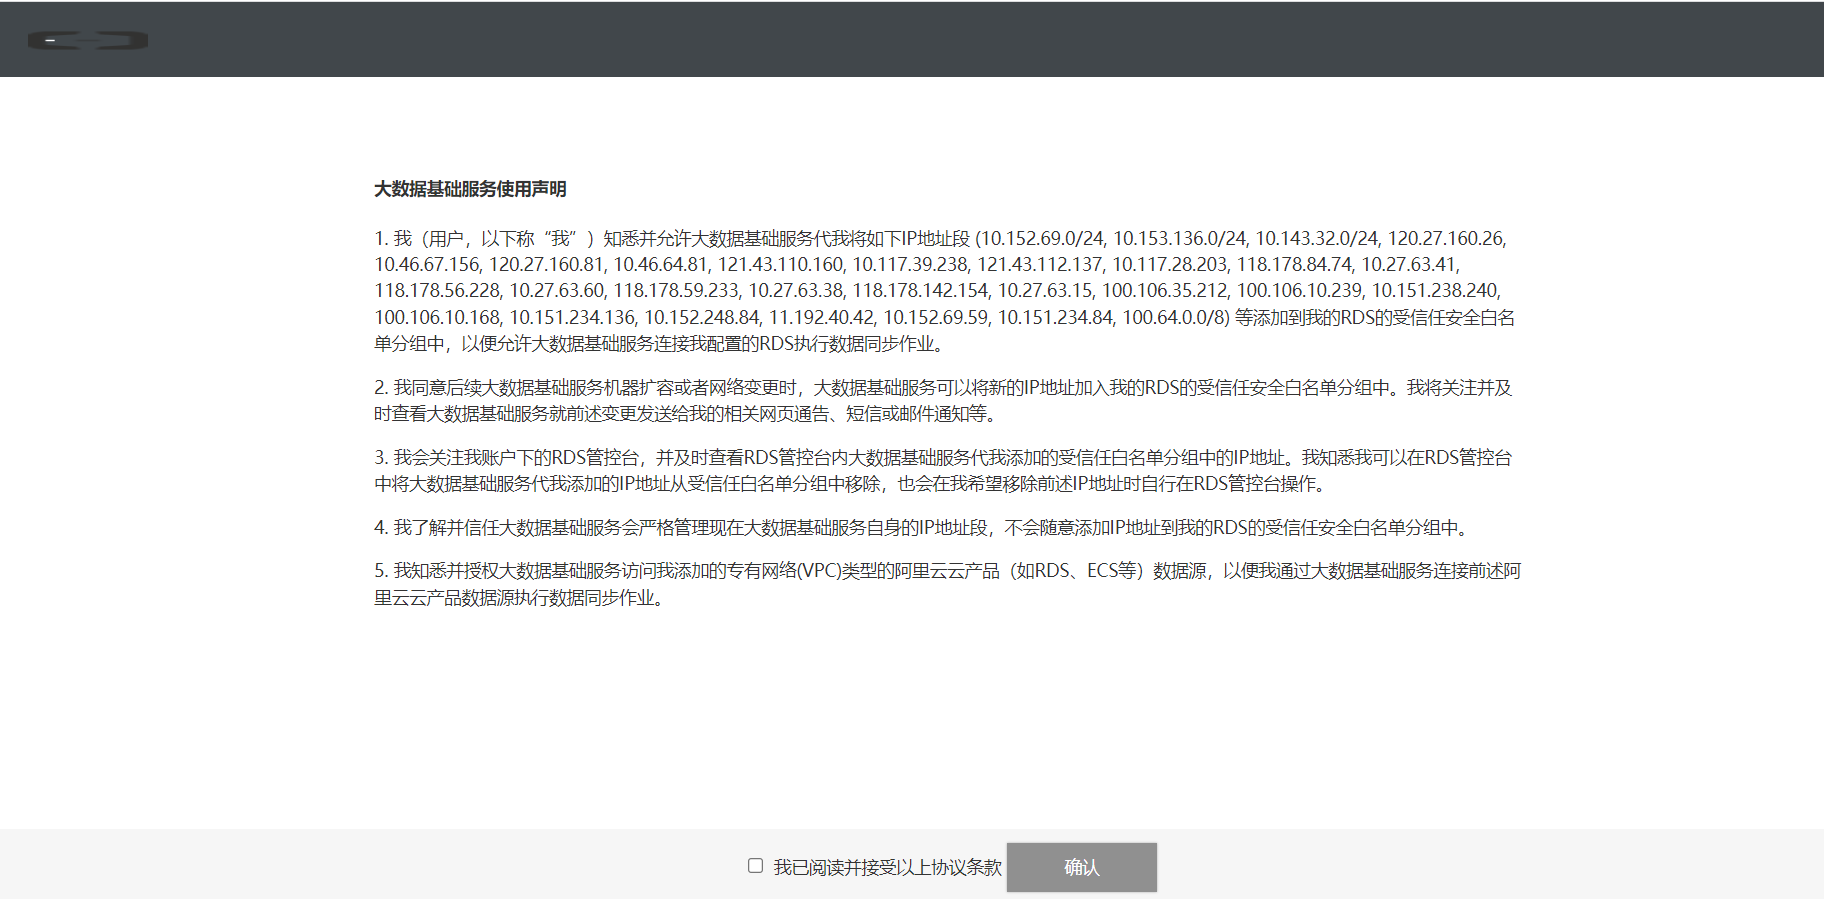 大数据基础服务使用声明
1. 我（用户，以下称“我”）知悉并允许大数据基础服务代我将如下IP地址段 (10.152.69.0/24, 10.153.136.0/24, 10.143.32.0/24, 120.27.160.26,
10.46.67.156, 120.27.160.81, 10.46.64.81, 121.43.110.160, 10.117.39.238, 121.43.112.137, 10.117.28.203, 118.178.84.74, 10.27.63.41,
118.178.56.228, 10.27.63.60, 118.178.59.233, 10.27.63.38, 118.178.142.154, 10.27.63.15, 100.106.35.212, 100.106.10.239, 10.151.238.240,
100.106.10.168, 10.151.234.136, 10.152.248.84, 11.192.40.42, 10.152.69.59, 10.151.234.84, 100.64.0.0/8) 等添加到我的RDS的受信任安全白名
单分组中，以便允许大数据基础服务连接我配置的RDS执行数据同步作业。
2. 我同意后续大数据基础服务机器扩容或者网络变更时，大数据基础服务可以将新的IP地址加入我的RDS的受信任安全白名单分组中。我将关注并及
时查看大数据基础服务就前述变更发送给我的相关网页通告、短信或邮件通知等。
3. 我会关注我账户下的RDS管控台，并及时查看RDS管控台内大数据基础服务代我添加的受信任白名单分组中的IP地址。我知悉我可以在RDS管控台
中将大数据基础服务代我添加的IP地址从受信任白名单分组中移除，也会在我希望移除前述IP地址时自行在RDS管控台操作。
4. 我了解并信任大数据基础服务会严格管理现在大数据基础服务自身的IP地址段，不会随意添加IP地址到我的RDS的受信任安全白名单分组中。
5. 我知悉并授权大数据基础服务访问我添加的专有网络(VPC)类型的阿里云云产品（如RDS、ECS等）数据源，以便我通过大数据基础服务连接前述阿
里云云产品数据源执行数据同步作业。
我已阅读并接受以上协议条款 确认